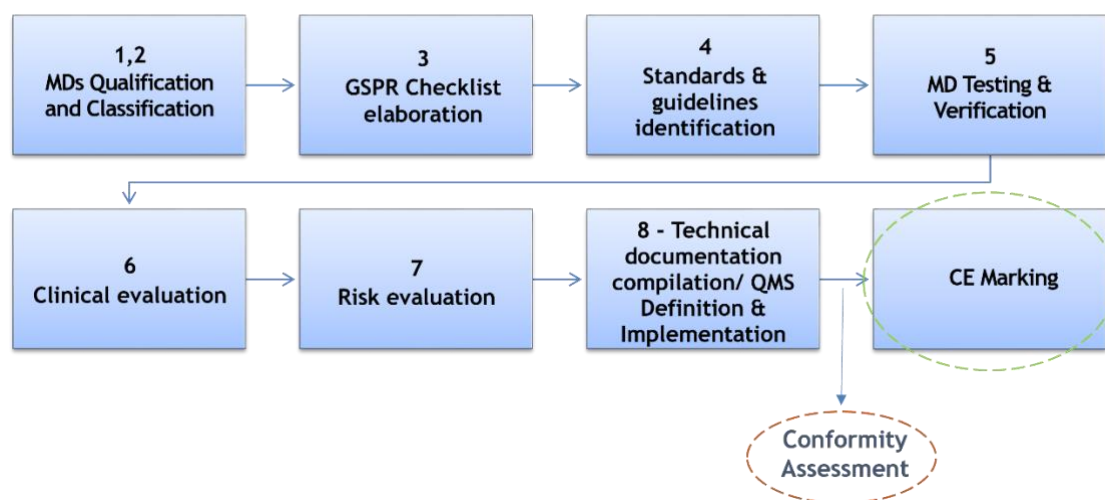 1,2
MDs Qualification
and Classification
3
GSPR Checklist
elaboration
4
Standards &
guidelines
identification
5
MD Testing &
Verification
6
Clinical evaluation
7
Risk evaluation
8 - Technical
documentation
compilation/ QMS
Definition &
Implementation
CE Marking
Conformity
Assessment